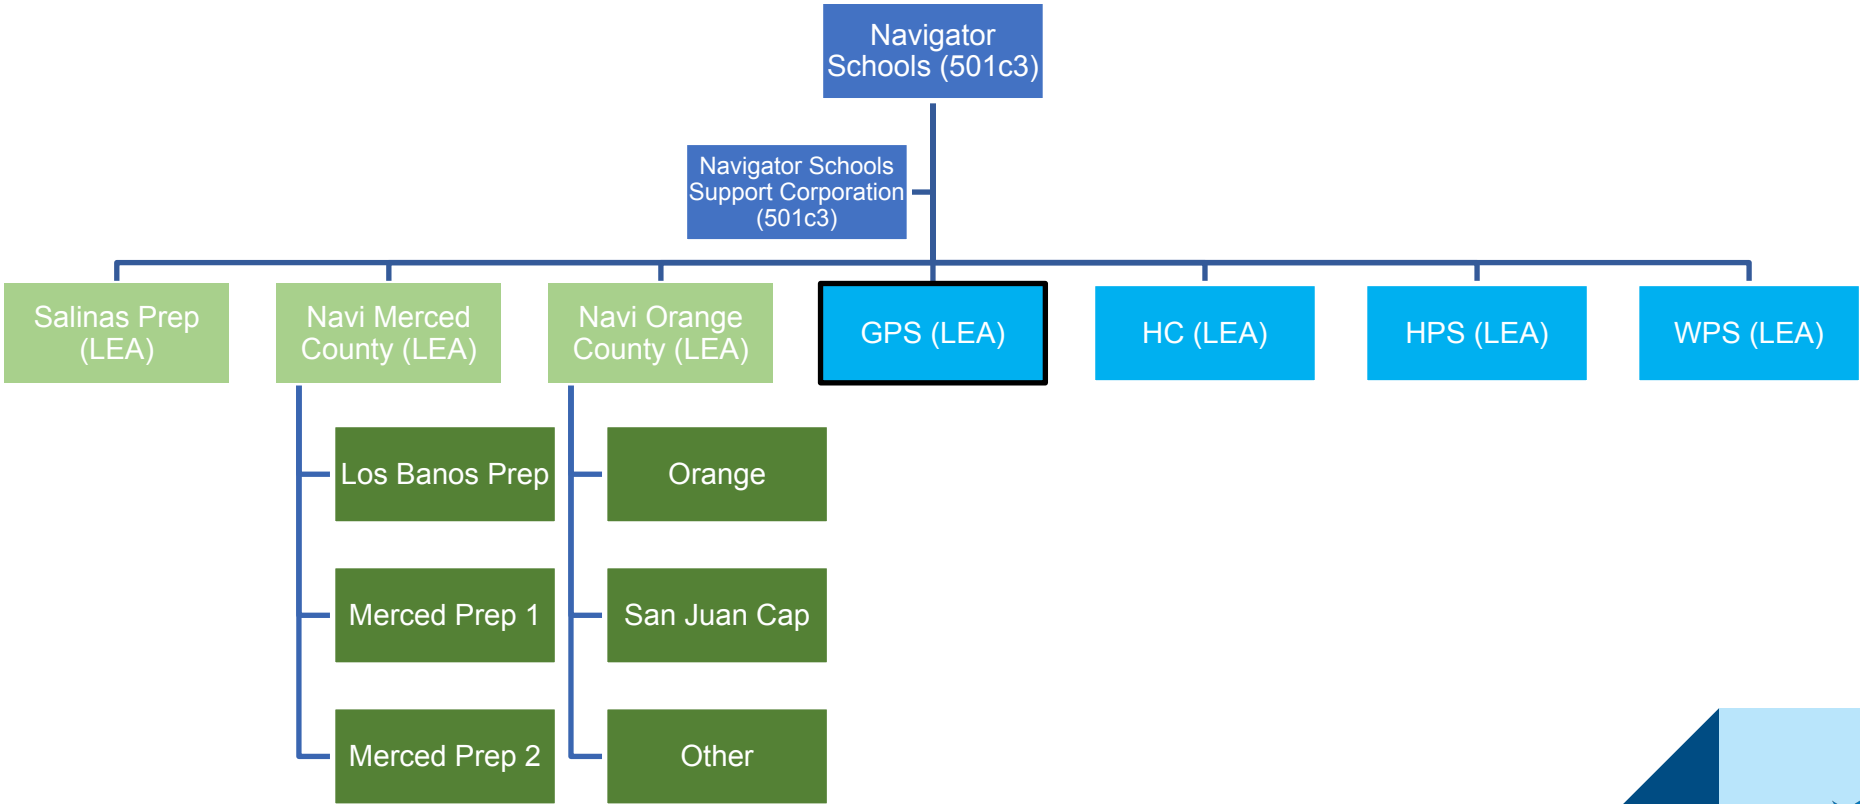 Navigator
Schools (501c3)
Navigator Schools
Support Corporation
(501c3)
Salinas Prep
(LEA)
Navi Merced
County (LEA)
Navi Orange
County (LEA)
GPS (LEA)
HC (LEA)
HPS (LEA)
WPS (LEA)
Los Banos Prep
Orange
Merced Prep 1
San Juan Cap
Merced Prep 2
Other